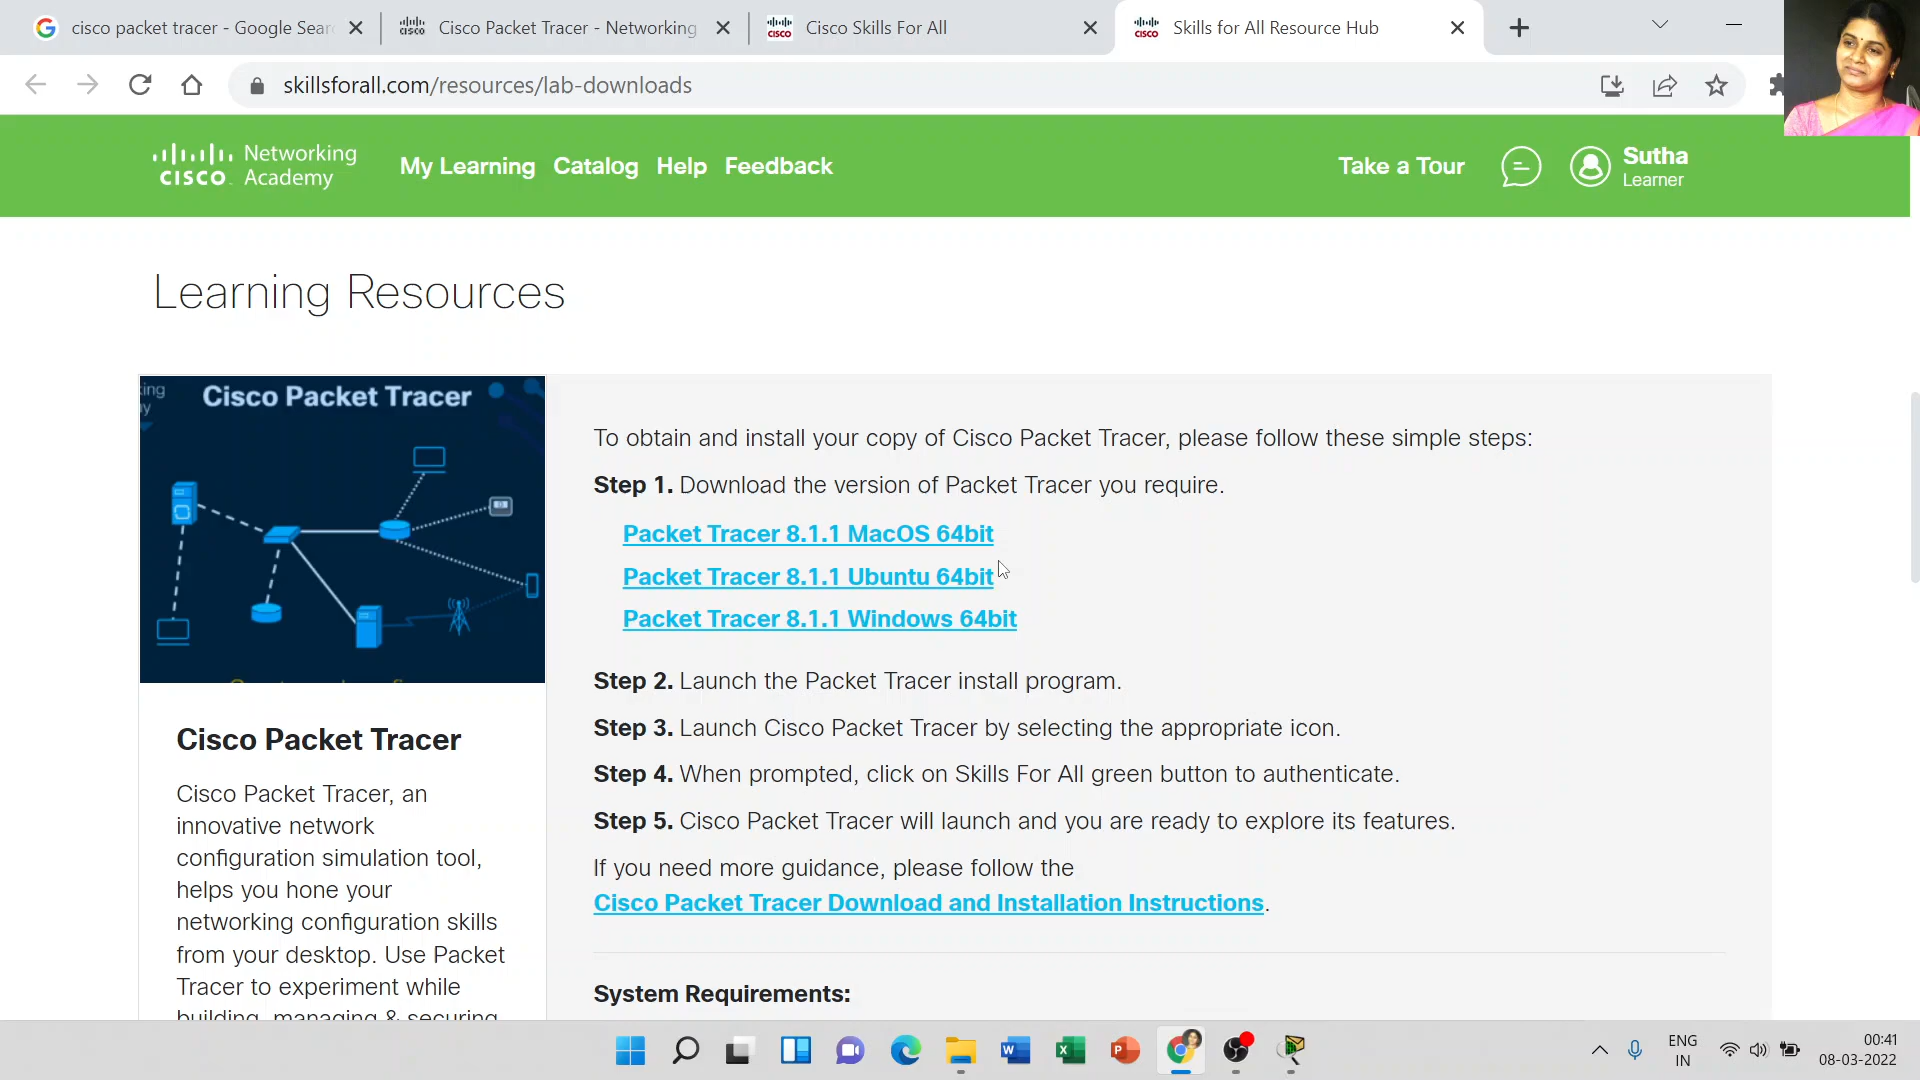 cisco packet tracer - Google Sear
Cisco Packet Tracer - Networking
Cisco Skills For All
Skills for All Resource Hub
skillsforall.com/resources/lab-downloads
CISCO Networking Academy
My Learning Catalog Help Feedback
Take a Tour
Sutha
Learner
Learning Resources
Cisco Packet Tracer
To obtain and install your copy of Cisco Packet Tracer, please follow these simple steps:
Step 1. Download the version of Packet Tracer you require.
Packet Tracer 8.1.1 MacOS 64bit
Packet Tracer 8.1.1 Ubuntu 64bit
Packet Tracer 8.1.1 Windows 64bit
Step 2. Launch the Packet Tracer install program.
Step 3. Launch Cisco Packet Tracer by selecting the appropriate icon.
Step 4. When prompted, click on Skills For All green button to authenticate.
Step 5. Cisco Packet Tracer will launch and you are ready to explore its features.
If you need more guidance, please follow the
Cisco Packet Tracer Download and Installation Instructions.
System Requirements:
Cisco Packet Tracer
Cisco Packet Tracer, an
innovative network
configuration simulation tool,
helps you hone your
networking configuration skills
from your desktop. Use Packet
Tracer to experiment while
building, managing & securing
ENG
IN
00:41
08-03-2022